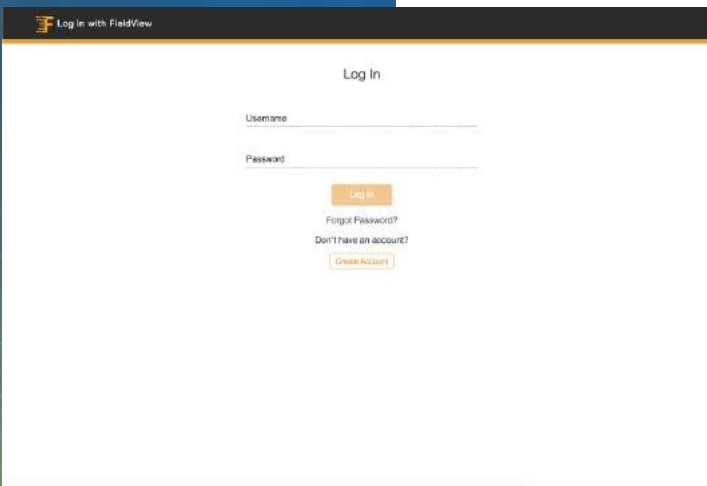 Log in with FieldView
Log In
Username
Password
Log In
Forgot Password?
Don't have an account?
Create Account